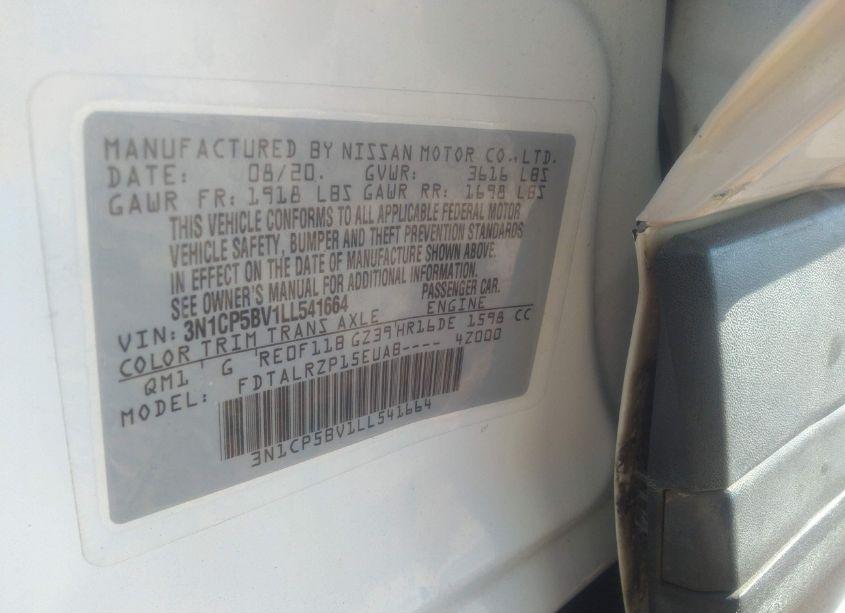 MANUFACTURED BY NISSAN MOTOR CO.,LTD.
DATE: 08/20. GVWR: 3616 LBS
GAWR FR: 1918 LBS GAWR RR: 1698 LBS
THIS VEHICLE CONFORMS TO ALL APPLICABLE FEDERAL MOTOR
VEHICLE SAFETY, BUMPER AND THEFT PREVENTION STANDARDS
IN EFFECT ON THE DATE OF MANUFACTURE SHOWN ABOVE.
SEE OWNER'S MANUAL FOR ADDITIONAL INFORMATION.
VIN: 3N1CP5BV1LL541664 PASSENGER CAR.
COLOR TRIM TRANS AXLE ENGINE
QM1 G RE0F11B GZ39 HR16DE 1598 CC
MODEL: FDTALRZP15EUA8---- 4Z000
3N1CP5BV1LL541664